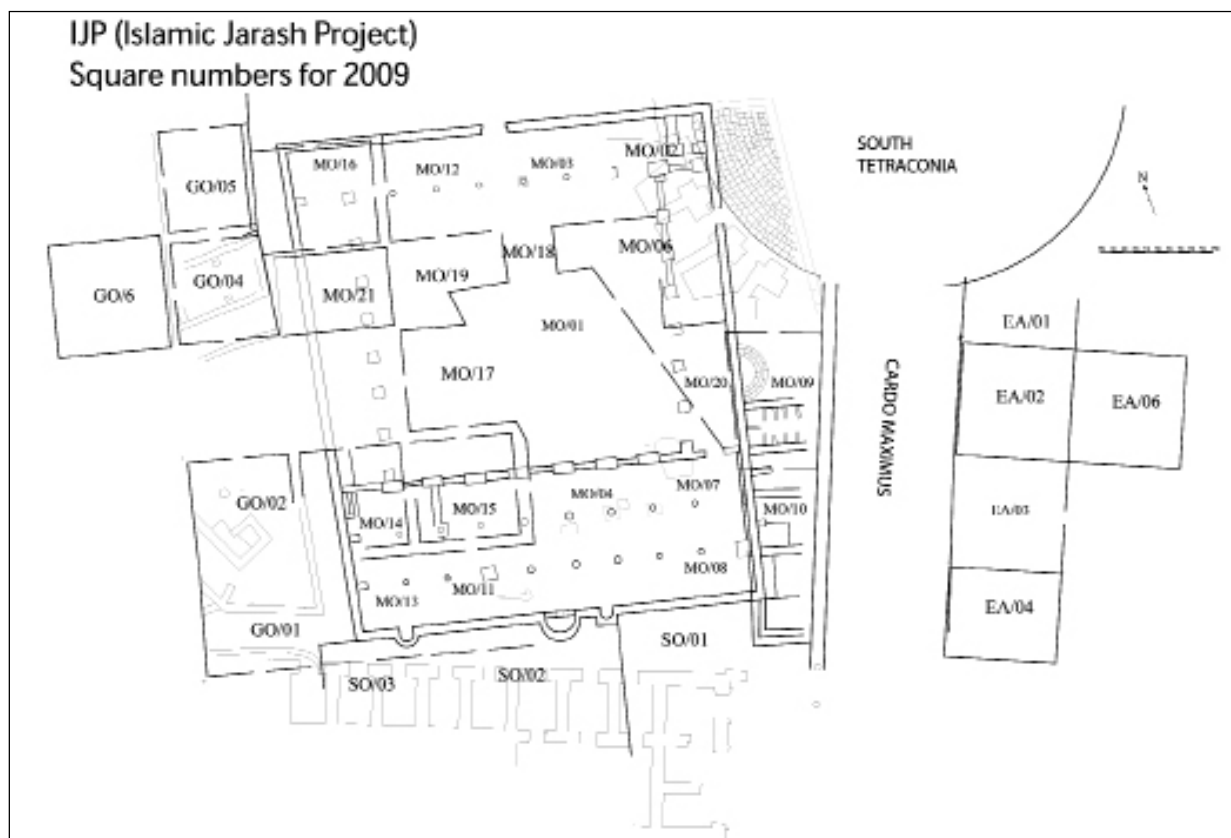 IJP (Islamic Jarash Project)
Square numbers for 2009
SOUTH
TETRACONIA
N
MO/02
MO/16
MO/12
MO/03
GO/05
MO/18
MO/06
GO/04
MO/19
GO/6
MO/21
MO/01
EA/01
MO/17
MO/20
MO/09
CARDO MAXIMUS
EA/02
EA/06
GO/02
MO/04
MO/07
MO/15
MO/14
MO/10
EA/03
MO/11
MO/08
MO/13
EA/04
GO/01
SO/01
SO/02
SO/03